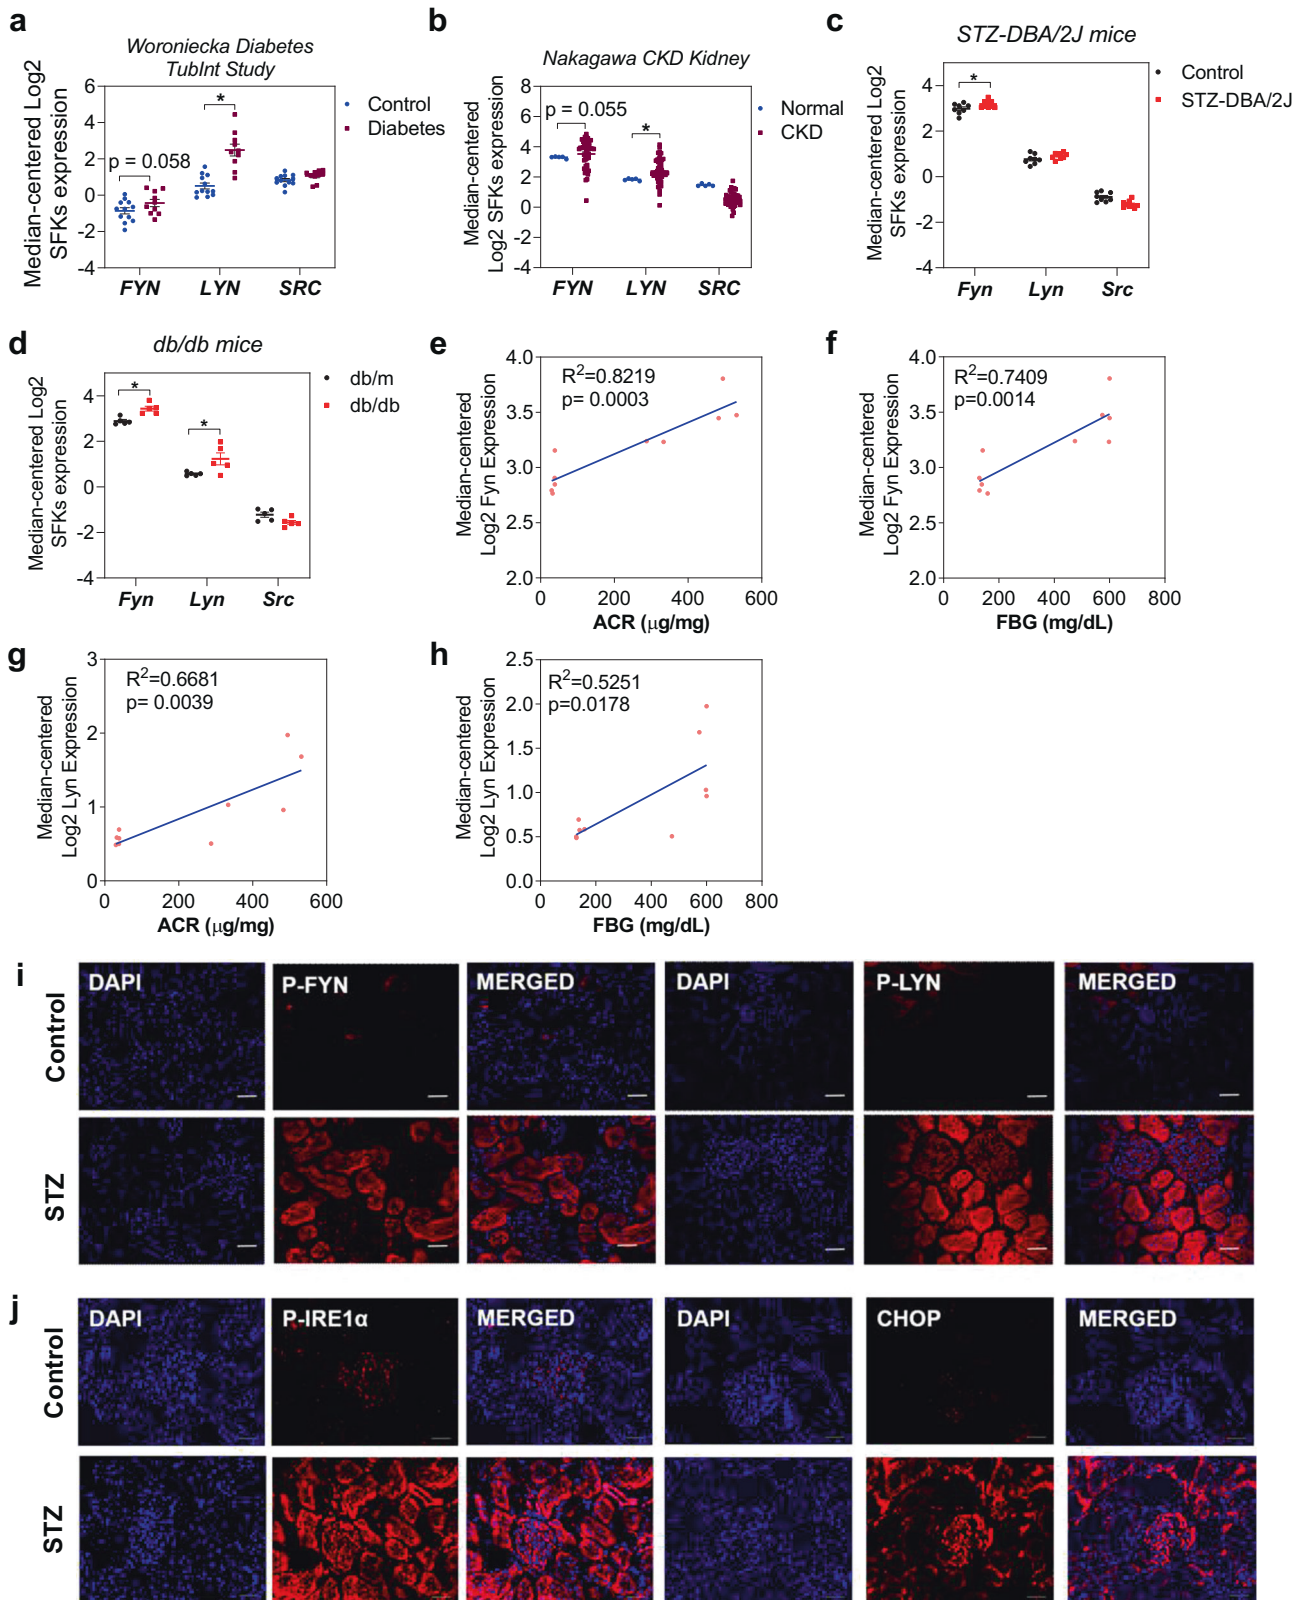 a
Woroniecka Diabetes
TubInt Study
Median-centered Log2
SFKs expression
6
4
2
0
-2
-4
p = 0.058
*
Control
Diabetes
FYN
LYN
SRC
b
Nakagawa CKD Kidney
Median-centered
Log2 SFKs expression
8
6
4
2
0
-2
-4
p = 0.055
*
Normal
CKD
FYN
LYN
SRC
c
STZ-DBA/2J mice
Median-centered Log2
SFKs expression
4
2
0
-2
-4
*
Control
STZ-DBA/2J
Fyn
Lyn
Src
d
db/db mice
Median-centered Log2
SFKs expression
4
2
0
-2
-4
*
*
db/m
db/db
Fyn
Lyn
Src
e
Median-centered
Log2 Fyn Expression
4.0
3.5
3.0
2.5
2.0
R²=0.8219
p= 0.0003
0 200 400 600
ACR (μg/mg)
f
Median-centered
Log2 Fyn Expression
4.0
3.5
3.0
2.5
2.0
R²=0.7409
p=0.0014
0 200 400 600 800
FBG (mg/dL)
g
Median-centered
Log2 Lyn Expression
3
2
1
0
R²=0.6681
p= 0.0039
0 200 400 600
ACR (μg/mg)
h
Median-centered
Log2 Lyn Expression
2.5
2.0
1.5
1.0
0.5
0.0
R²=0.5251
p=0.0178
0 200 400 600 800
FBG (mg/dL)
i
Control
DAPI P-FYN MERGED DAPI P-LYN MERGED
STZ
j
Control
DAPI P-IRE1α MERGED DAPI CHOP MERGED
STZ